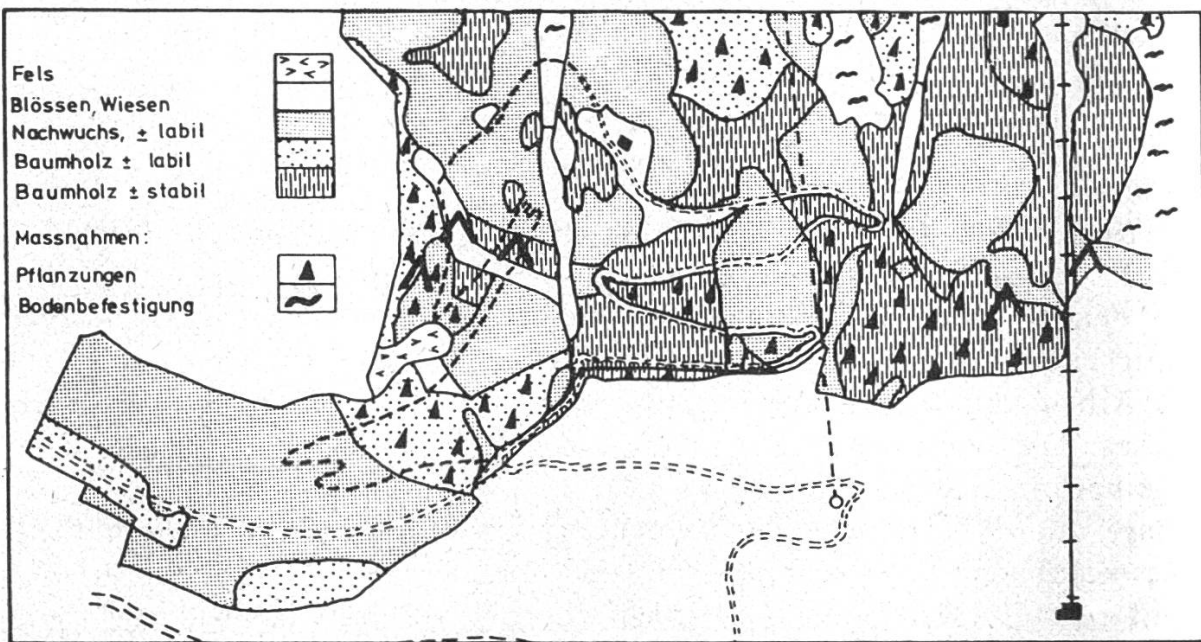 Fels
Blössen, Wiesen
Nachwuchs, ± labil
Baumholz ± labil
Baumholz ± stabil
Massnahmen:
Pflanzungen
Bodenbefestigung